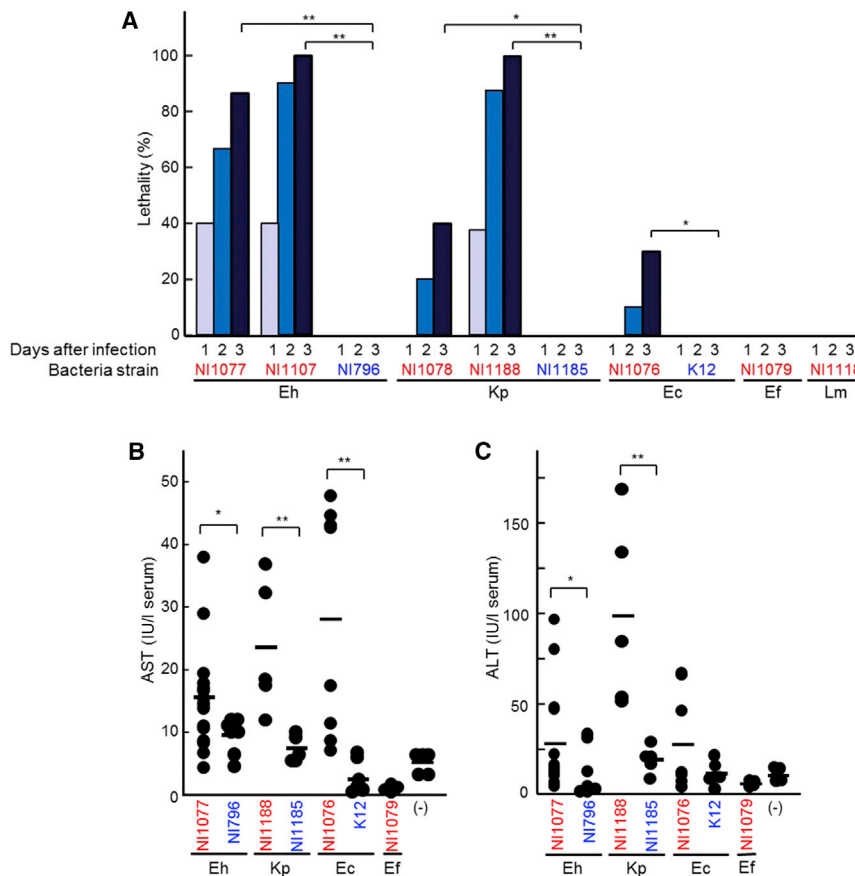 A
** ** * ** *
Lethality (%)
100
80
60
40
20
0
Days after infection 1 2 3 1 2 3 1 2 3 1 2 3 1 2 3 1 2 3 1 2 3 1 2 3 1 2 3 1 2 3
Bacteria strain NI1077 NI1107 NI796 NI1078 NI1188 NI1185 NI1076 K12 NI1079 NI1118
Eh Kp Ec Ef Lm
B
* ** **
AST (IU/l serum)
50
40
30
20
10
0
NI1077 NI796 NI1188 NI1185 NI1076 K12 NI1079 (-)
Eh Kp Ec Ef
C
* **
ALT (IU/l serum)
150
100
50
0
NI1077 NI796 NI1188 NI1185 NI1076 K12 NI1079 (-)
Eh Kp Ec Ef